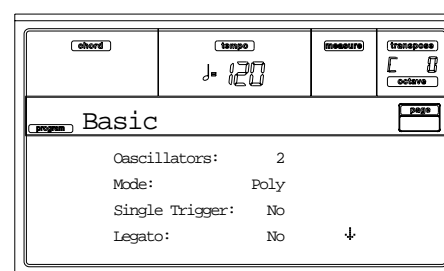 chord tempo measure transpose
♩= 120 C 0
octave
program Basic page
Oascillators: 2
Mode: Poly
Single Trigger: No
Legato: No